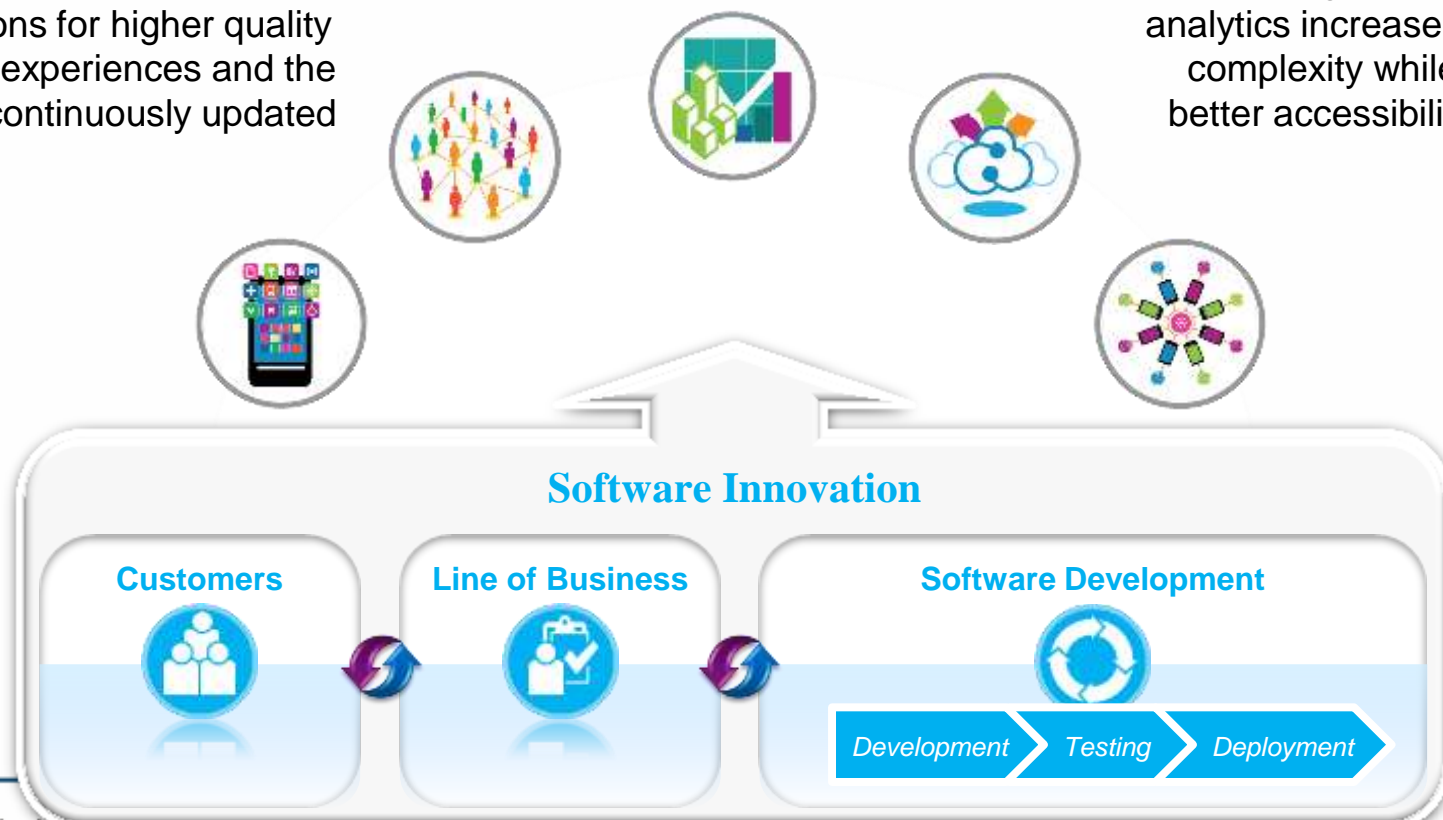 ons for higher quality
experiences and the
continuously updated
analytics increase
complexity while
better accessibili
Software Innovation
Customers
Line of Business
Software Development
Development
Testing
Deployment